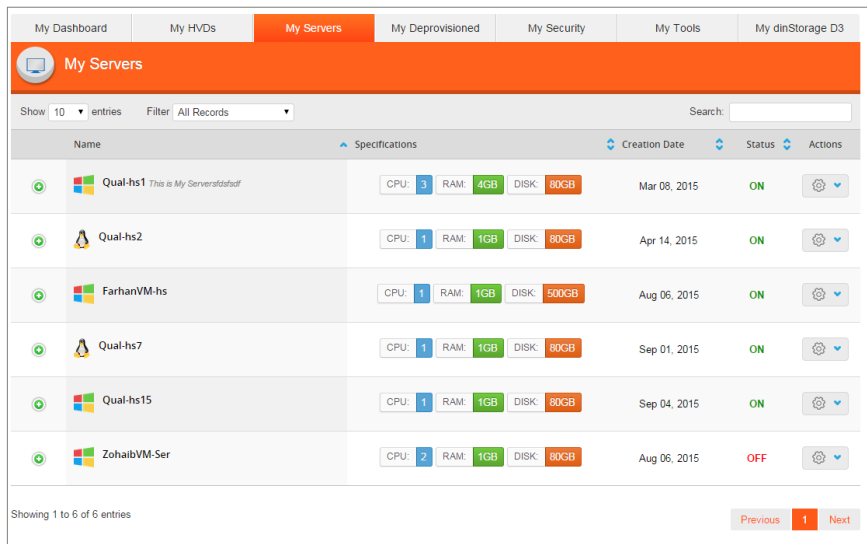 My Dashboard My HVDs My Servers My Deprovisioned My Security My Tools My dinStorage D3
My Servers
Show 10 entries Filter All Records Search:
Name Specifications Creation Date Status Actions
Qual-hs1 This is My Serversfdsfsdf CPU: 3 RAM: 4GB DISK: 80GB Mar 08, 2015 ON
Qual-hs2 CPU: 1 RAM: 1GB DISK: 80GB Apr 14, 2015 ON
FarhanVM-hs CPU: 1 RAM: 1GB DISK: 500GB Aug 06, 2015 ON
Qual-hs7 CPU: 1 RAM: 1GB DISK: 80GB Sep 01, 2015 ON
Qual-hs15 CPU: 1 RAM: 1GB DISK: 80GB Sep 04, 2015 ON
ZohaibVM-Ser CPU: 2 RAM: 1GB DISK: 80GB Aug 06, 2015 OFF
Showing 1 to 6 of 6 entries Previous 1 Next